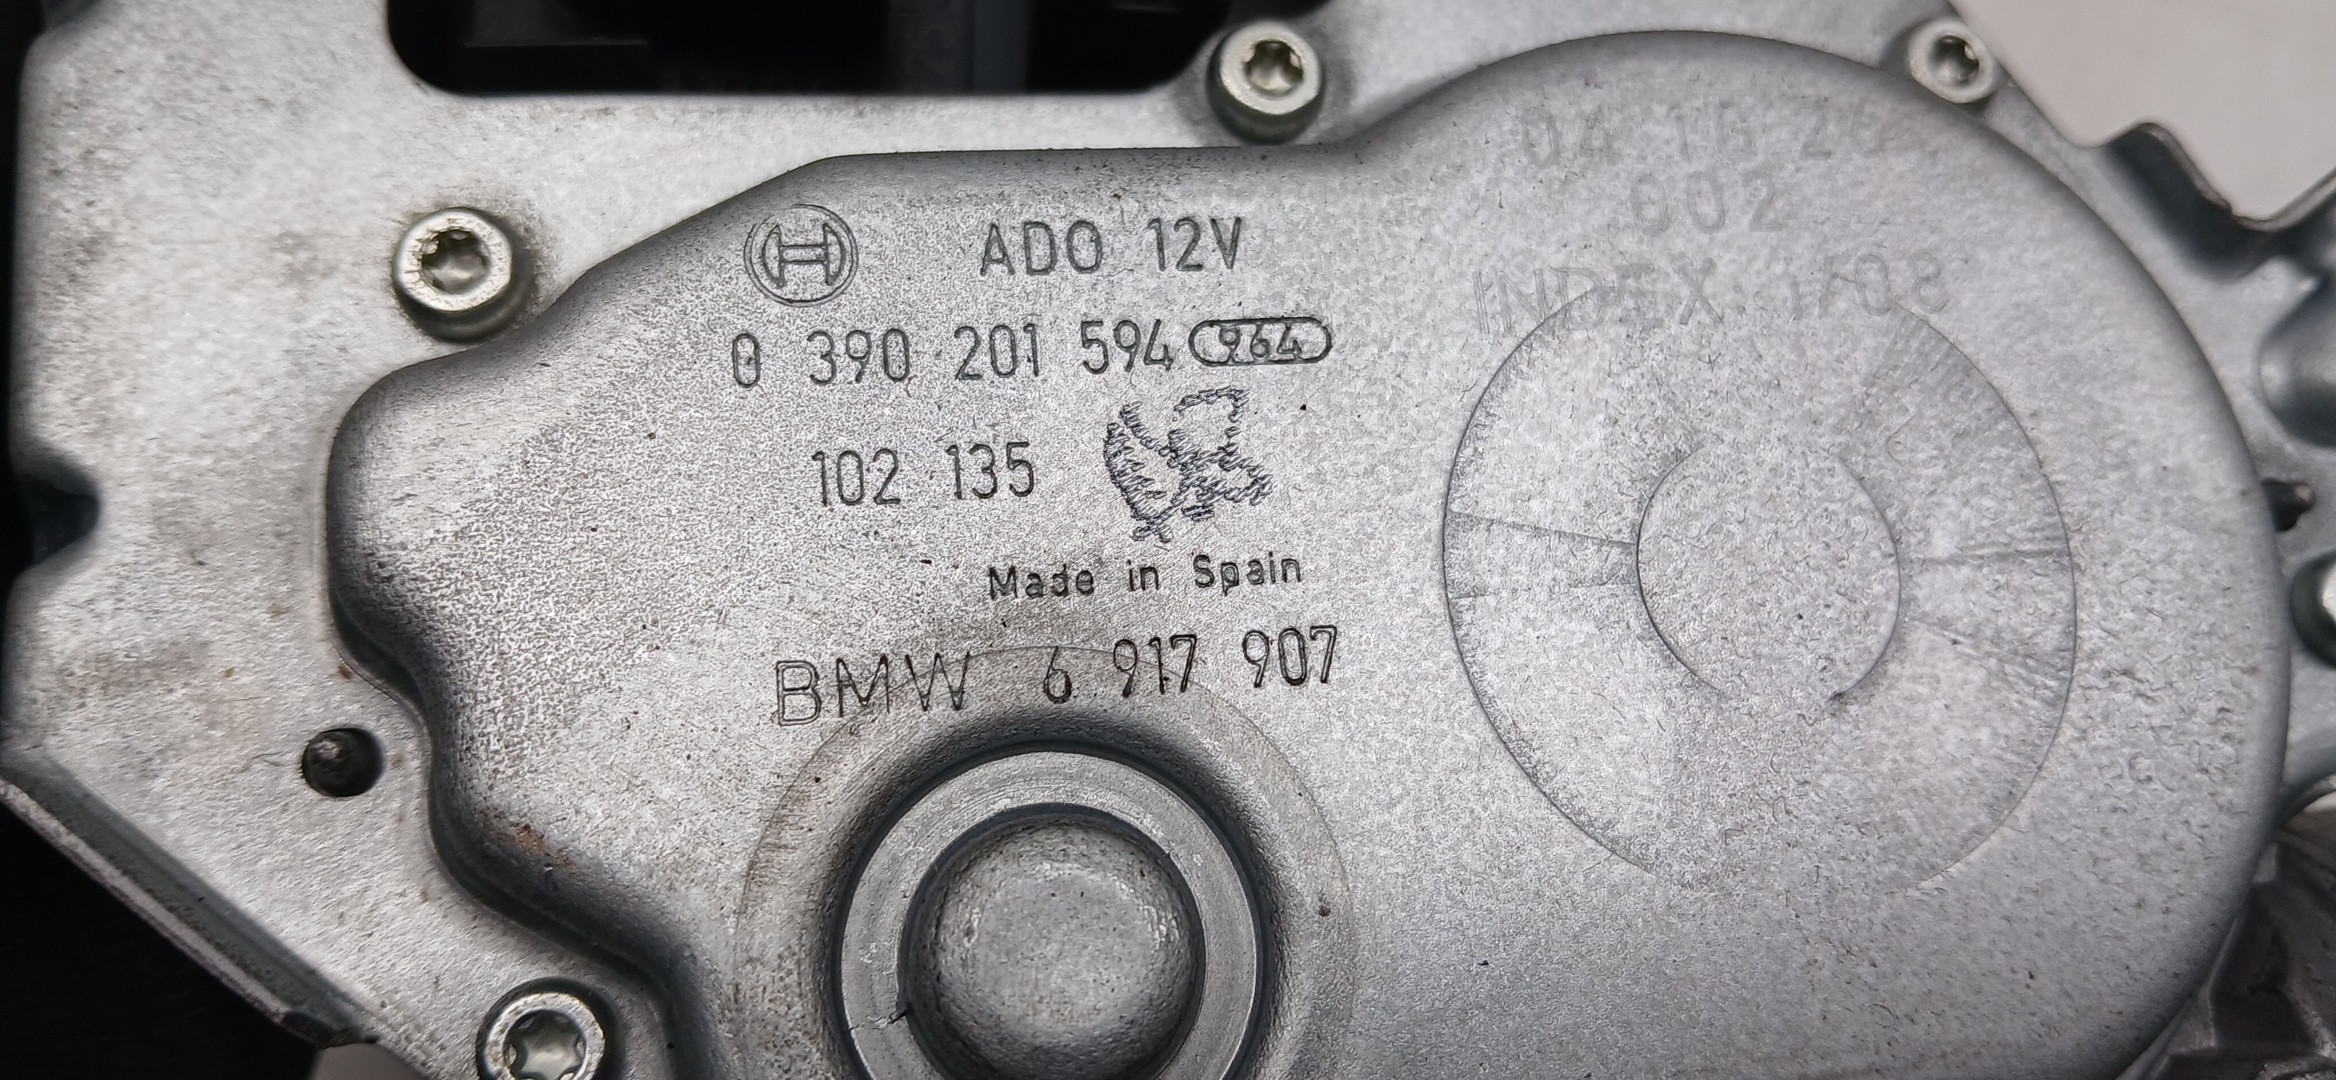 ADO 12V
0 390 201 594 964
102 135
Made in Spain
BMW 6 917 907
002
INDEX